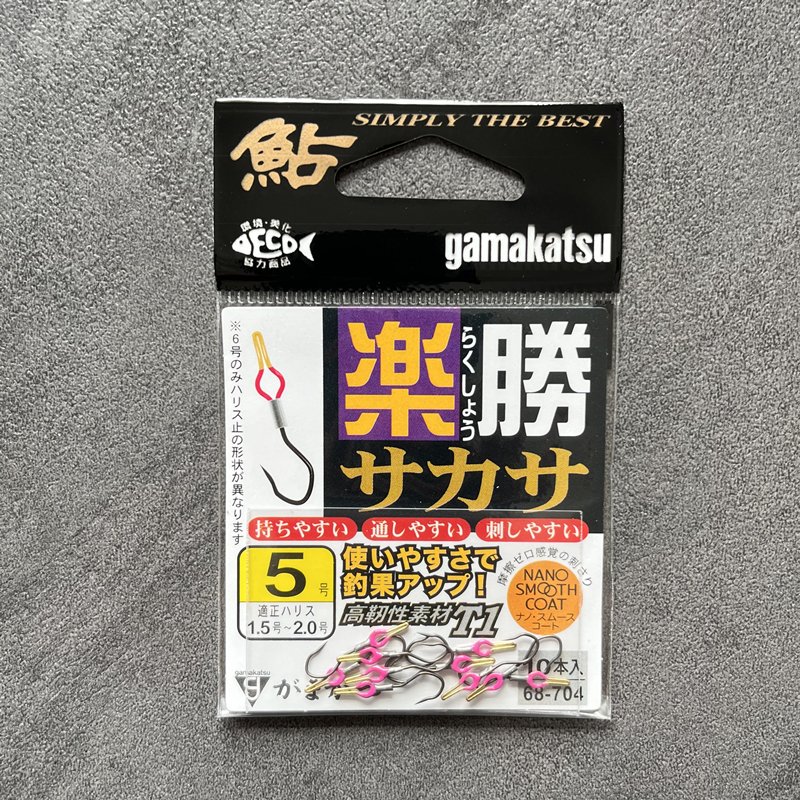 鮎
SIMPLY THE BEST
環境・美化
ECO
協力商品
gamakatsu
※6号のみハリス止の形状が異なります
楽勝
らくしょう
サカサ
持ちやすい 通しやすい 刺しやすい
5号
適正ハリス
1.5号~2.0号
使いやすさで
釣果アップ!
高靭性素材 T1
摩擦ゼロ感覚の刺さり
NANO
SMOOTH
COAT
ナノ・スムース
コート
gamakatsu
がま
10本入
68-704